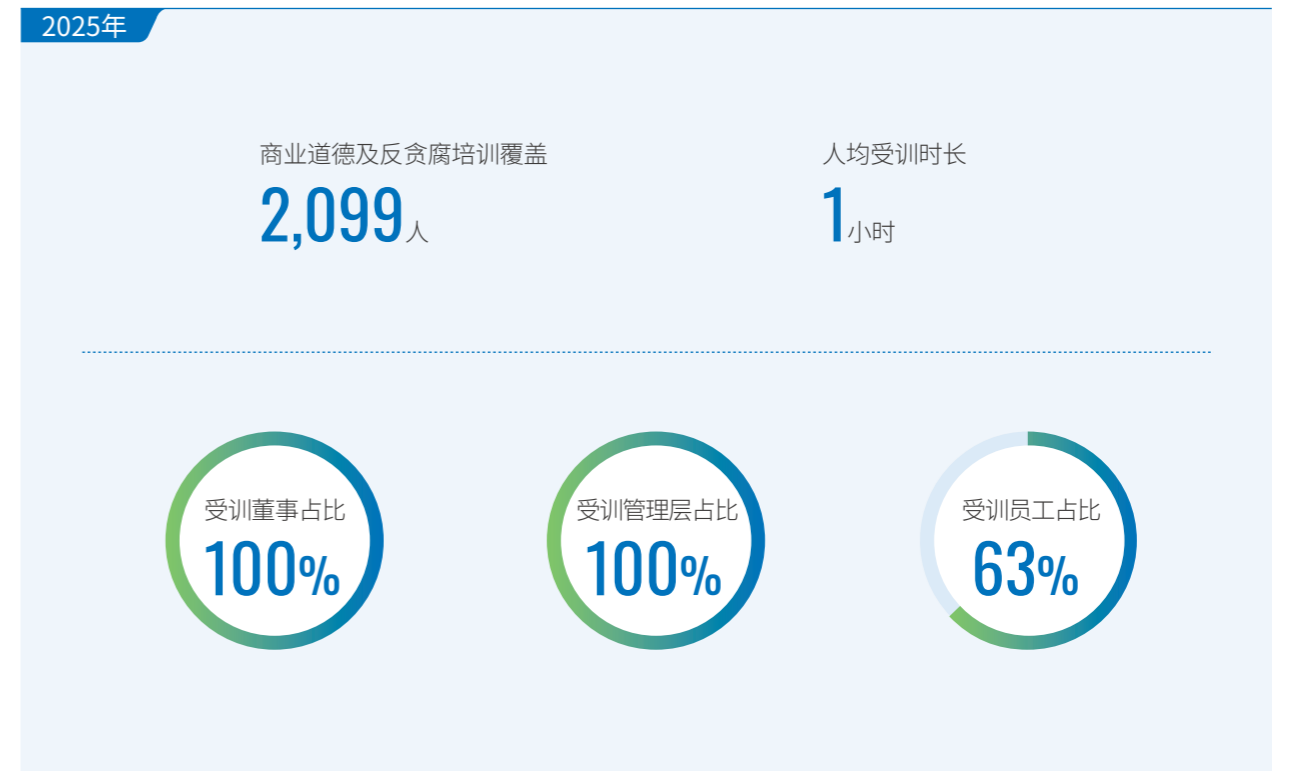 2025年
商业道德及反贪腐培训覆盖
2,099人
人均受训时长
1小时
受训董事占比
100%
受训管理层占比
100%
受训员工占比
63%